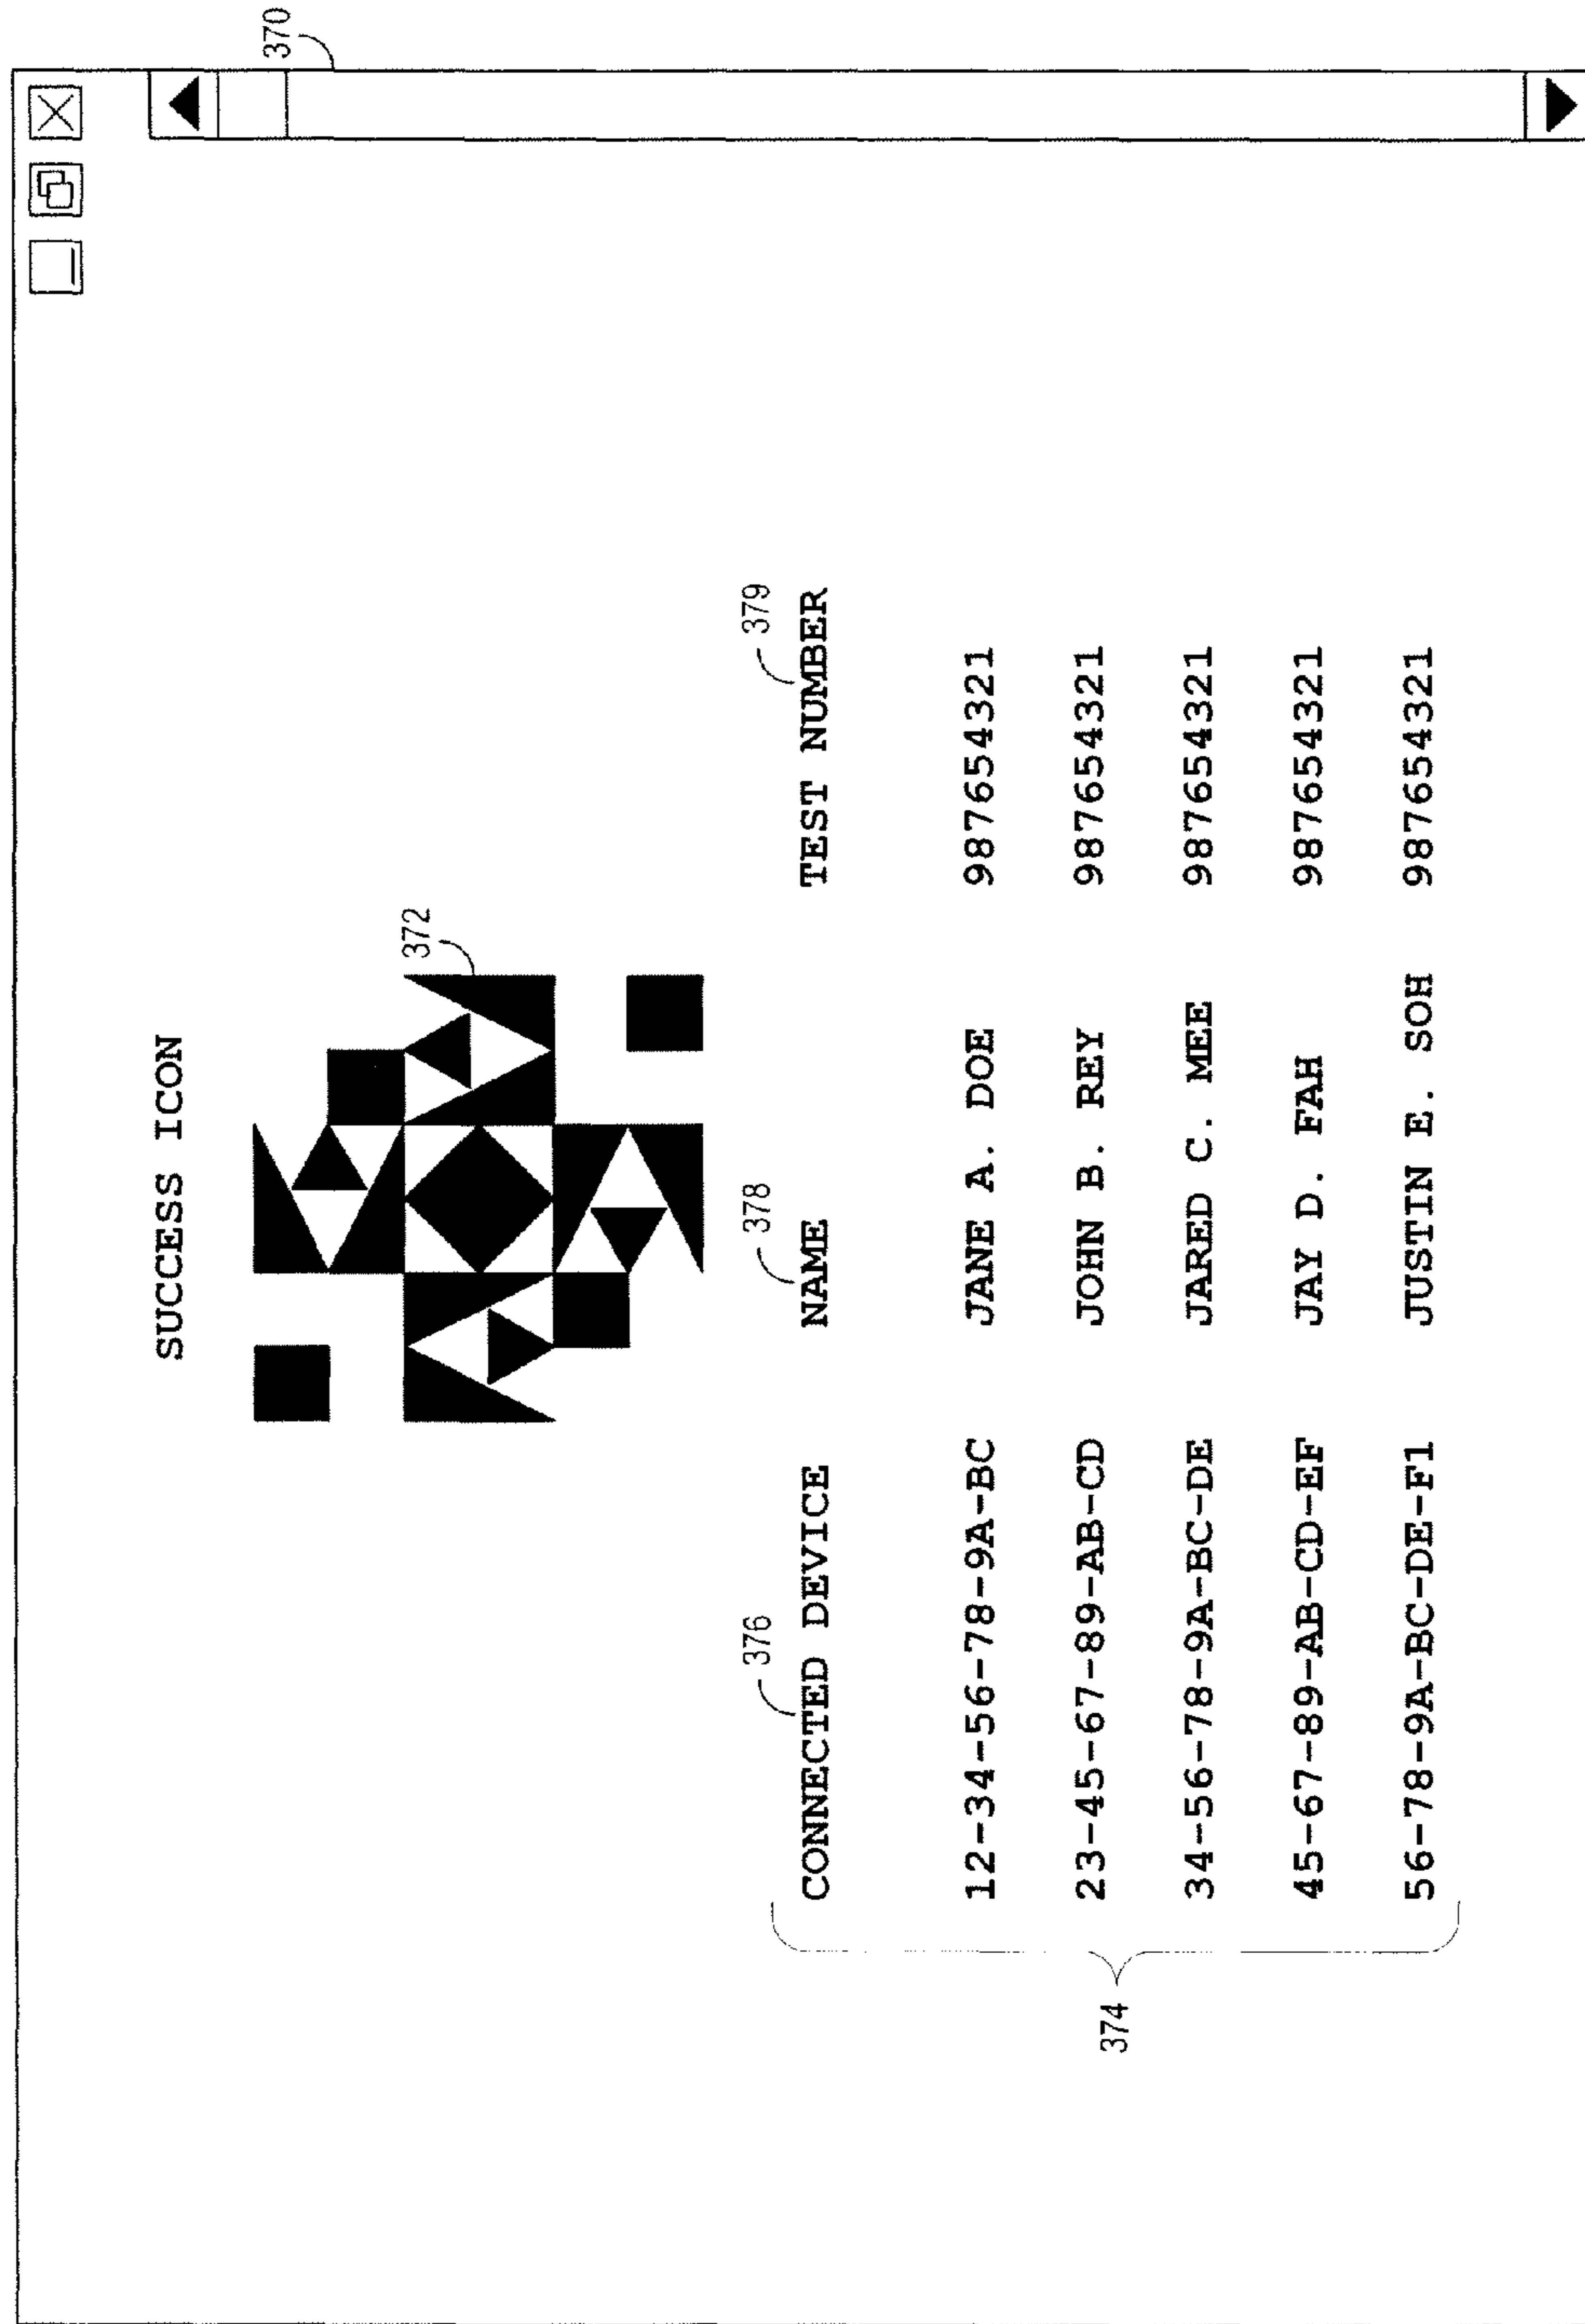 370
SUCCESS ICON
372
376 378 379
CONNECTED DEVICE NAME TEST NUMBER
12-34-56-78-9A-BC JANE A. DOE 987654321
23-45-67-89-AB-CD JOHN B. REY 987654321
34-56-78-9A-BC-DE JARED C. MEE 987654321
45-67-89-AB-CD-EF JAY D. FAH 987654321
56-78-9A-BC-DE-F1 JUSTIN E. SOH 987654321
374